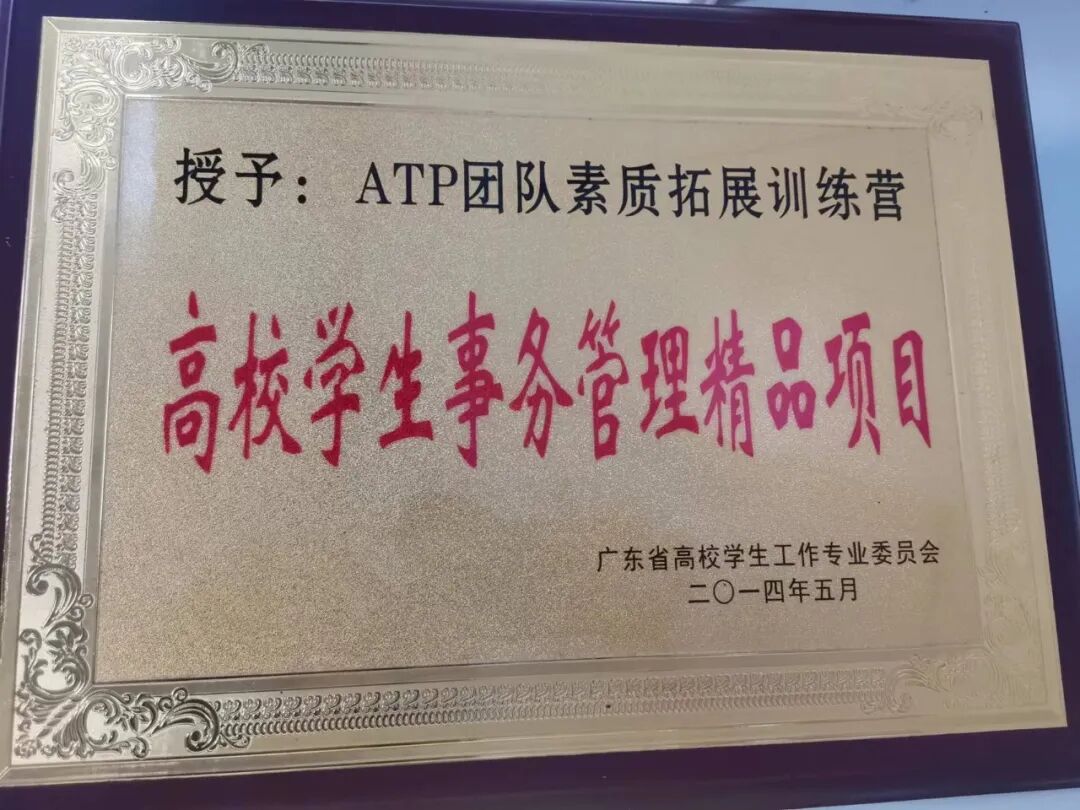 授予： ATP团队素质拓展训练营
高校学生事务管理精品项目
广东省高校学生工作专业委员会
二〇一四年五月